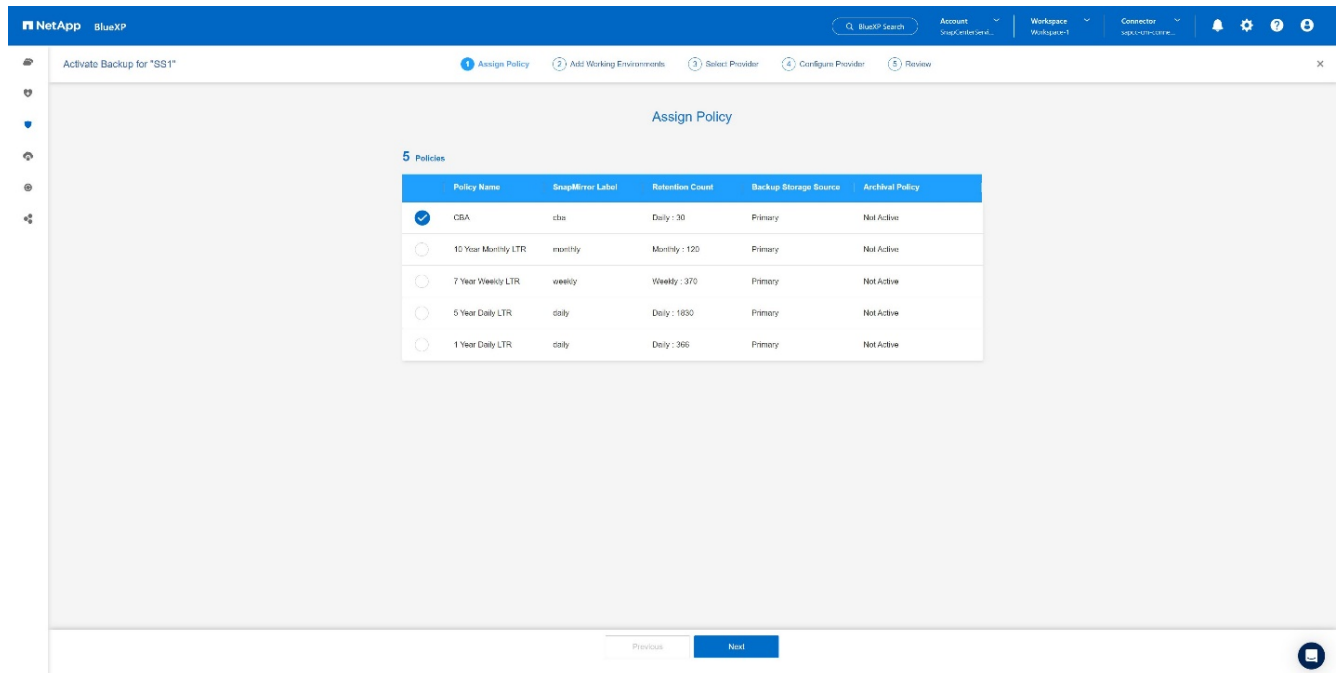 NetApp BlueXP
BlueXP Search
Account
SnapCenterServi...
Workspace
Workspace-1
Connector
sapcc-cm-conne...
Activate Backup for "SS1"
1 Assign Policy
2 Add Working Environments
3 Select Provider
4 Configure Provider
5 Review
Assign Policy
5 Policies
Policy Name SnapMirror Label Retention Count Backup Storage Source Archival Policy
CBA cba Daily : 30 Primary Not Active
10 Year Monthly LTR monthly Monthly : 120 Primary Not Active
7 Year Weekly LTR weekly Weekly : 370 Primary Not Active
5 Year Daily LTR daily Daily : 1830 Primary Not Active
1 Year Daily LTR daily Daily : 366 Primary Not Active
Previous
Next